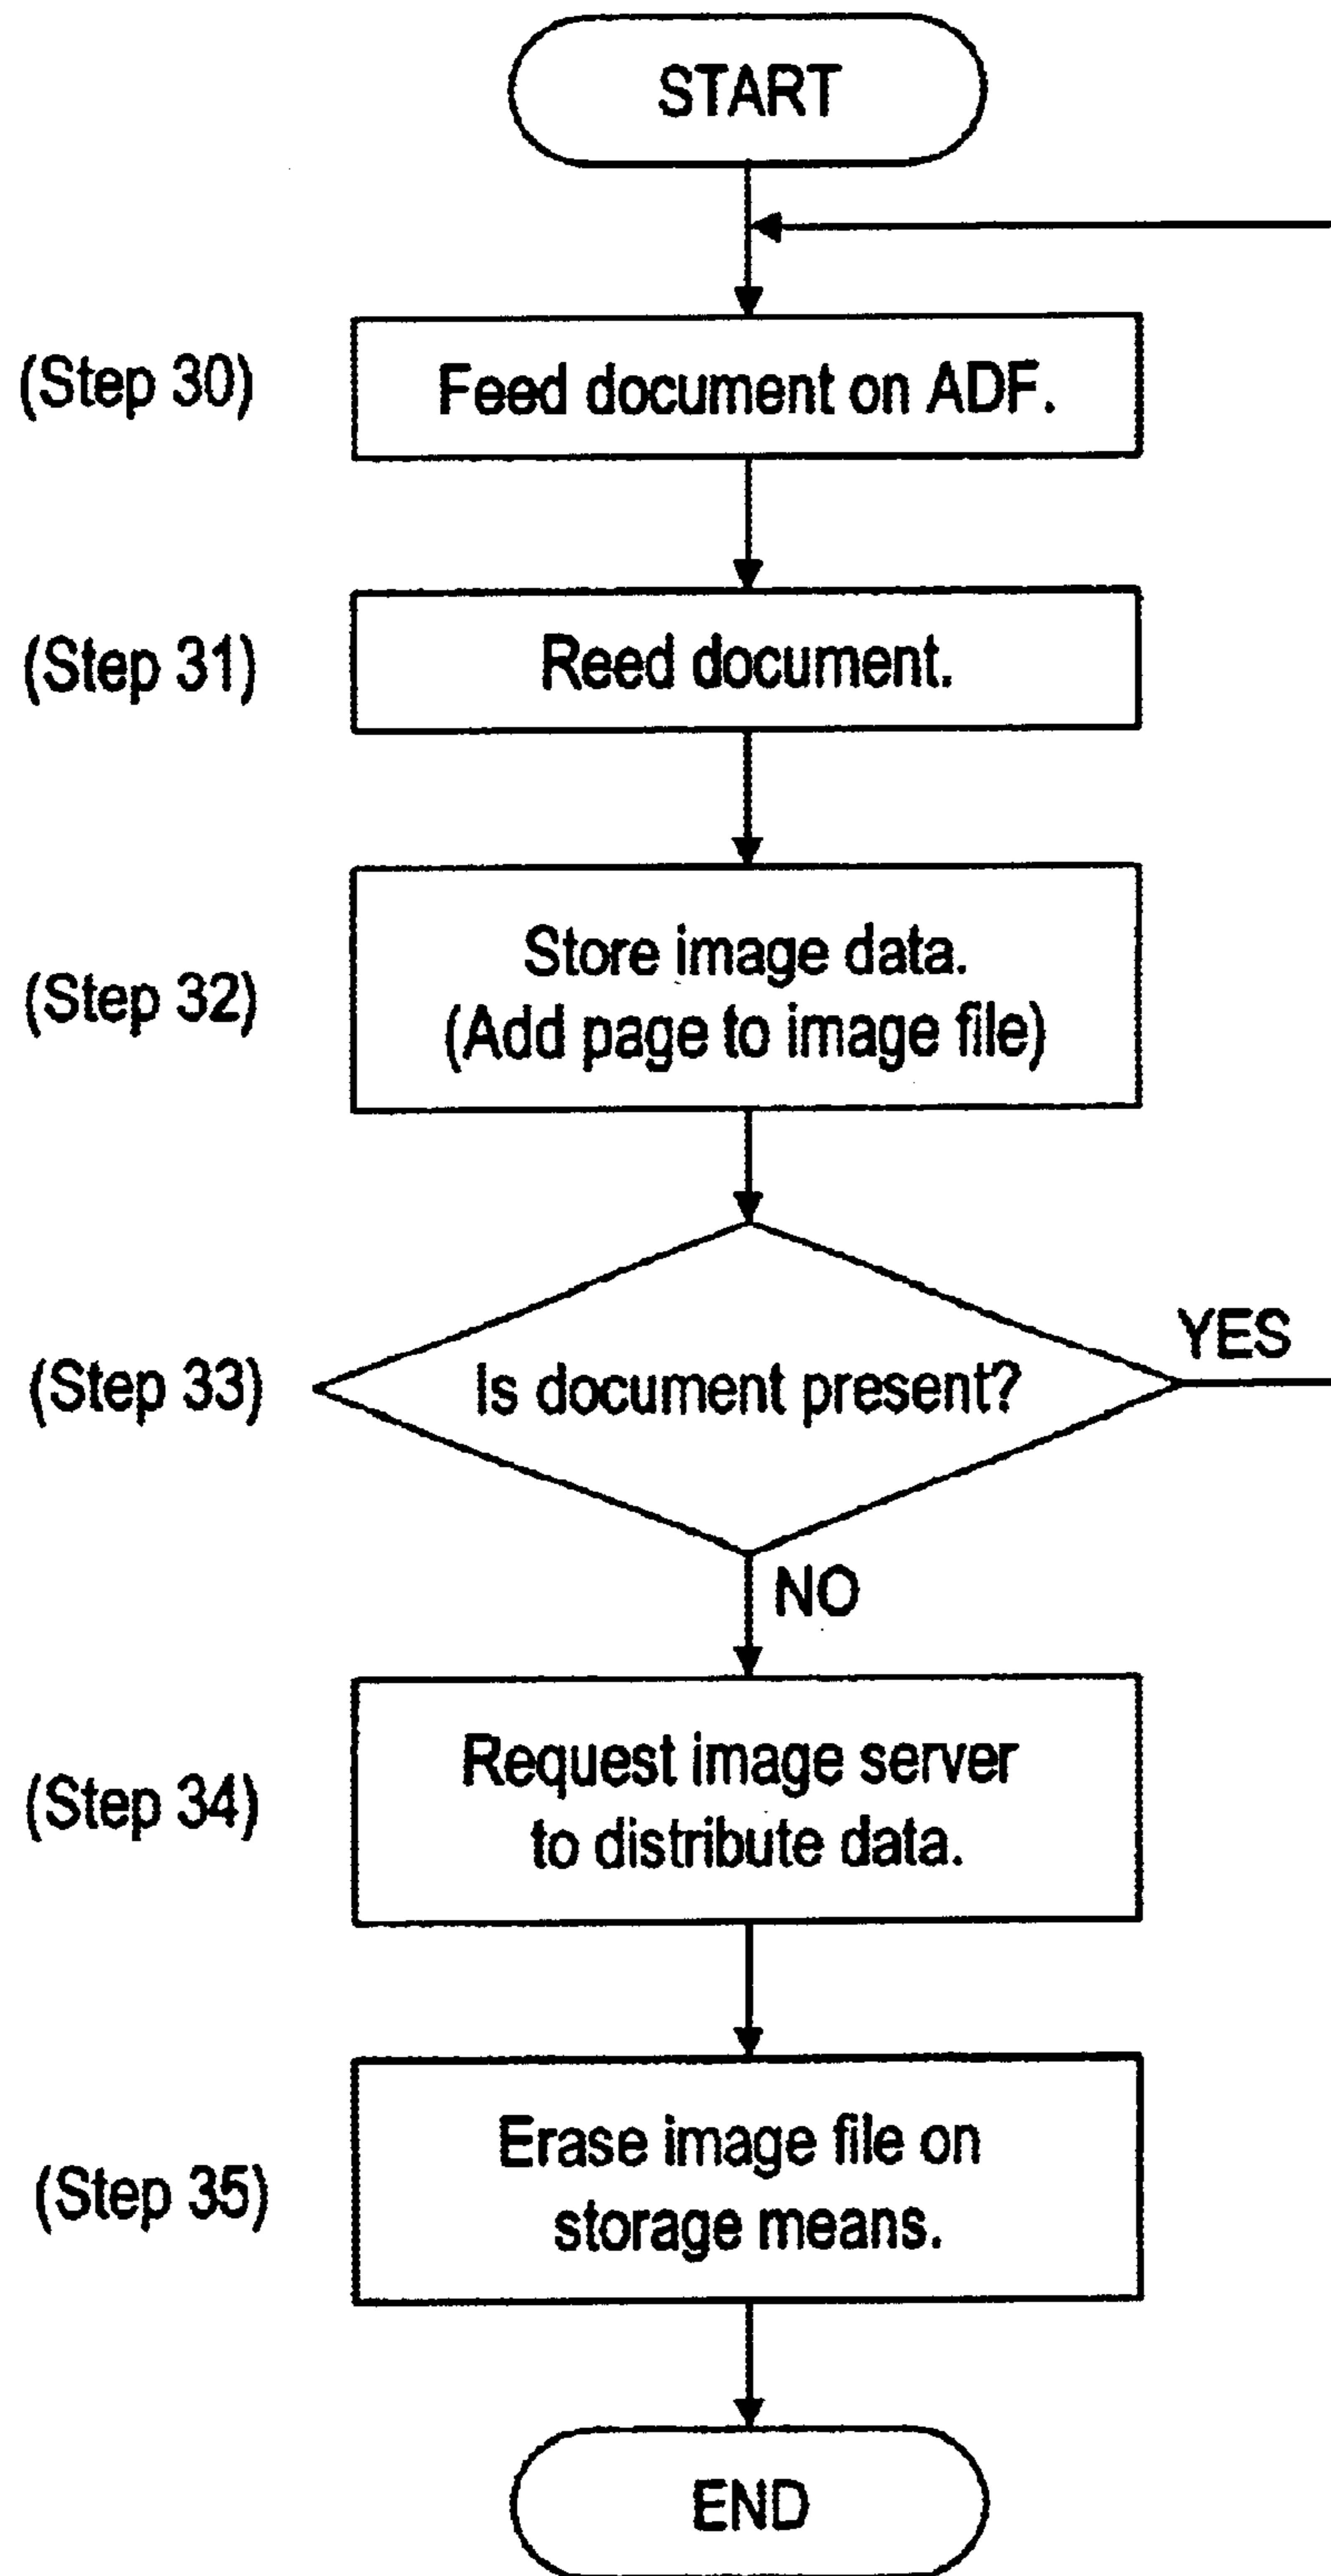 START
(Step 30)
Feed document on ADF.
(Step 31)
Reed document.
(Step 32)
Store image data.
(Add page to image file)
(Step 33)
Is document present?
YES
NO
(Step 34)
Request image server
to distribute data.
(Step 35)
Erase image file on
storage means.
END